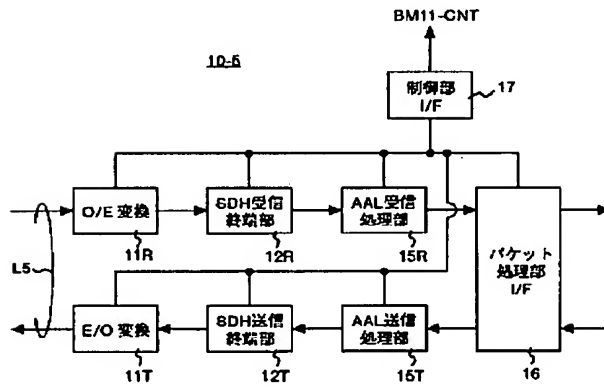 BM11-CNT
10-5
制御部
I/F
17
O/E 変換
SDH受信
終端部
AAL受信
処理部
11R
12R
15R
L5
パケット
処理部
I/F
E/O 変換
SDH送信
終端部
AAL送信
処理部
11T
12T
15T
16